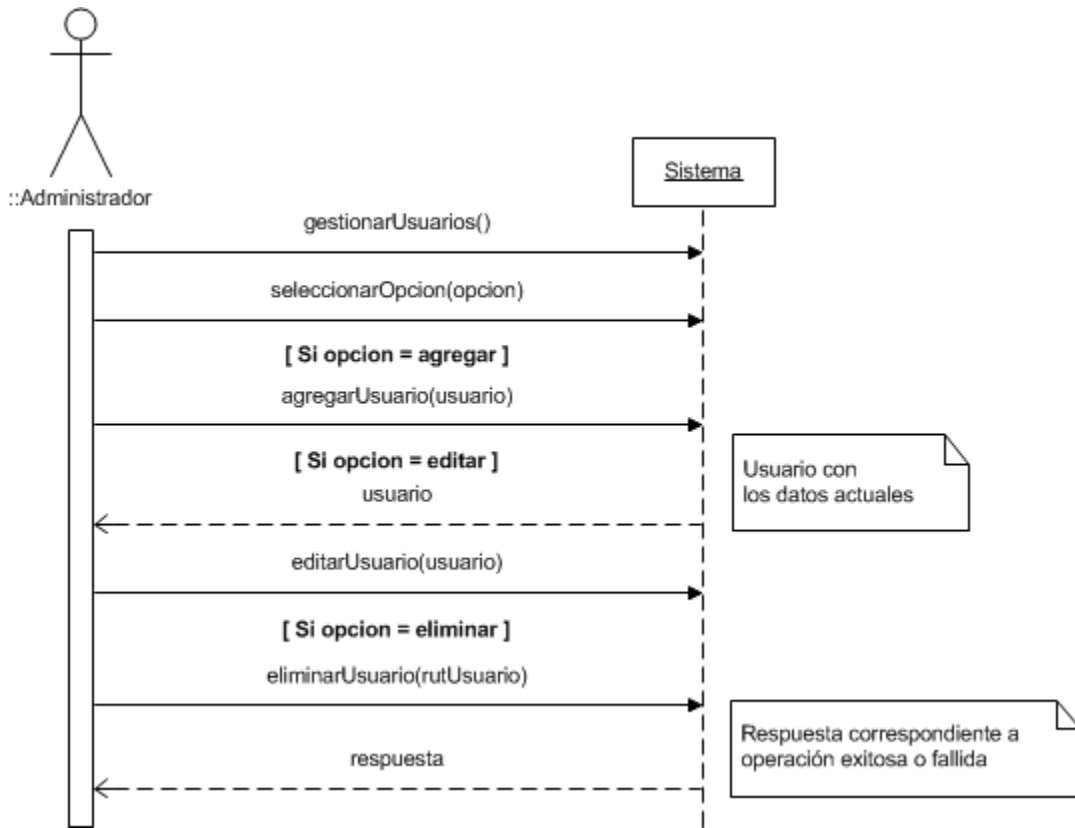 ::Administrador
Sistema
gestionarUsuarios()
seleccionarOpcion(opcion)
[ Si opcion = agregar ]
agregarUsuario(usuario)
[ Si opcion = editar ]
usuario
Usuario con
los datos actuales
editarUsuario(usuario)
[ Si opcion = eliminar ]
eliminarUsuario(rutUsuario)
respuesta
Respuesta correspondiente a
operación exitosa o fallida